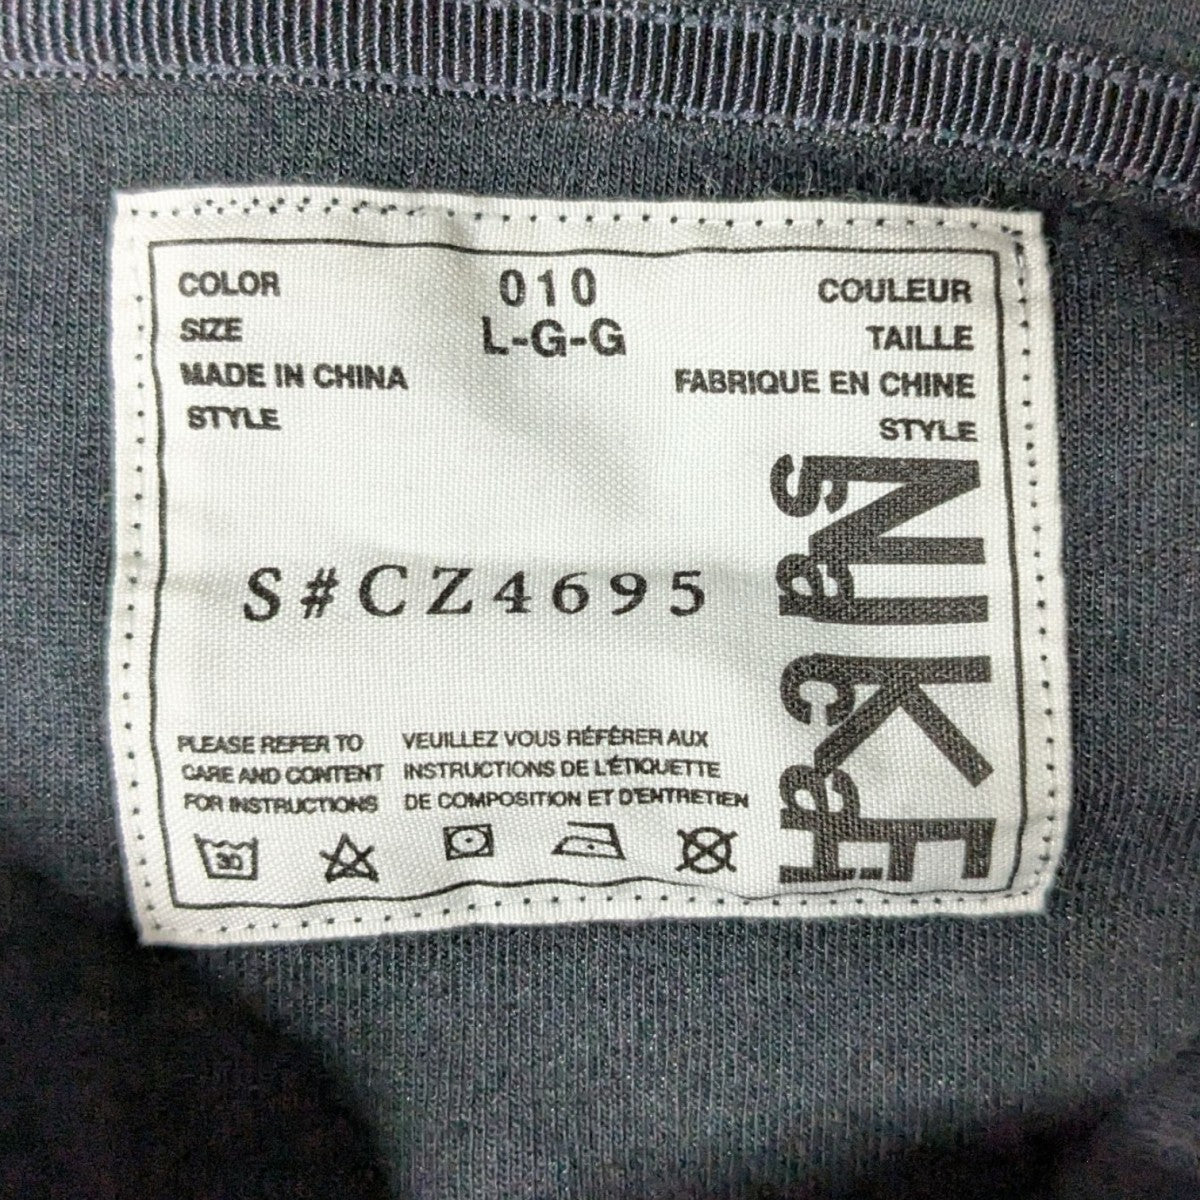 COLOR 010 COULEUR
SIZE L-G-G TAILLE
MADE IN CHINA FABRIQUE EN CHINE
STYLE STYLE
S#CZ4695
NIKE
sacai
PLEASE REFER TO
CARE AND CONTENT
FOR INSTRUCTIONS
VEUILLEZ VOUS RÉFÉRER AUX
INSTRUCTIONS DE L'ÉTIQUETTE
DE COMPOSITION ET D'ENTRETIEN
30